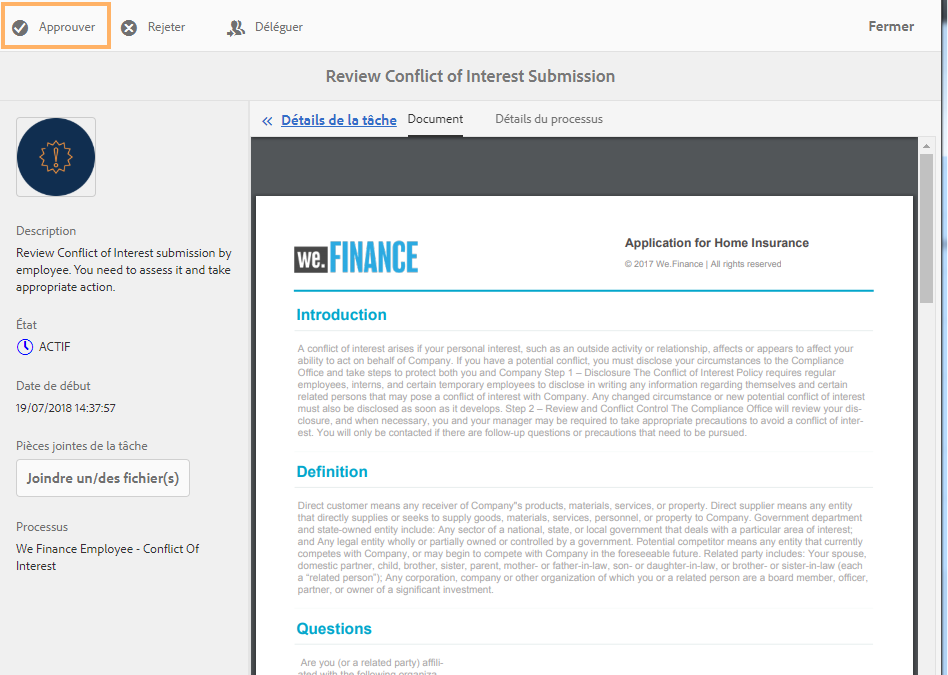 Approuver
Rejeter
Déléguer
Fermer
Review Conflict of Interest Submission
« Détails de la tâche
Document
Détails du processus
Description
Review Conflict of Interest submission by
employee. You need to assess it and take
appropriate action.
État
ACTIF
Date de début
19/07/2018 14:37:57
Pièces jointes de la tâche
Joindre un/des fichier(s)
Processus
We Finance Employee - Conflict Of
Interest
we.FINANCE
Application for Home Insurance
© 2017 We.Finance | All rights reserved
Introduction
A conflict of interest arises if your personal interest, such as an outside activity or relationship, affects or appears to affect your
ability to act on behalf of Company. If you have a potential conflict, you must disclose your circumstances to the Compliance
Office and take steps to protect both you and Company Step 1 – Disclosure The Conflict of Interest Policy requires regular
employees, interns, and certain temporary employees to disclose in writing any information regarding themselves and certain
related persons that may pose a conflict of interest with Company. Any changed circumstance or new potential conflict of interest
must also be disclosed as soon as it develops. Step 2 – Review and Conflict Control The Compliance Office will review your dis-
closure, and when necessary, you and your manager may be required to take appropriate precautions to avoid a conflict of inter-
est. You will only be contacted if there are follow-up questions or precautions that need to be pursued.
Definition
Direct customer means any receiver of Company"s products, materials, services, or property. Direct supplier means any entity
that directly supplies or seeks to supply goods, materials, services, personnel, or property to Company. Government department
and state-owned entity include: Any sector of a national, state, or local government that deals with a particular area of interest;
and Any legal entity wholly or partially owned or controlled by a government. Potential competitor means any entity that currently
competes with Company, or may begin to compete with Company in the foreseeable future. Related party includes: Your spouse,
domestic partner, child, brother, sister, parent, mother- or father-in-law, son- or daughter-in-law, or brother- or sister-in-law (each
a “related person”); Any corporation, company or other organization of which you or a related person are a board member, officer,
partner, or owner of a significant investment.
Questions
Are you (or a related party) affili-
ated with the following organiza-